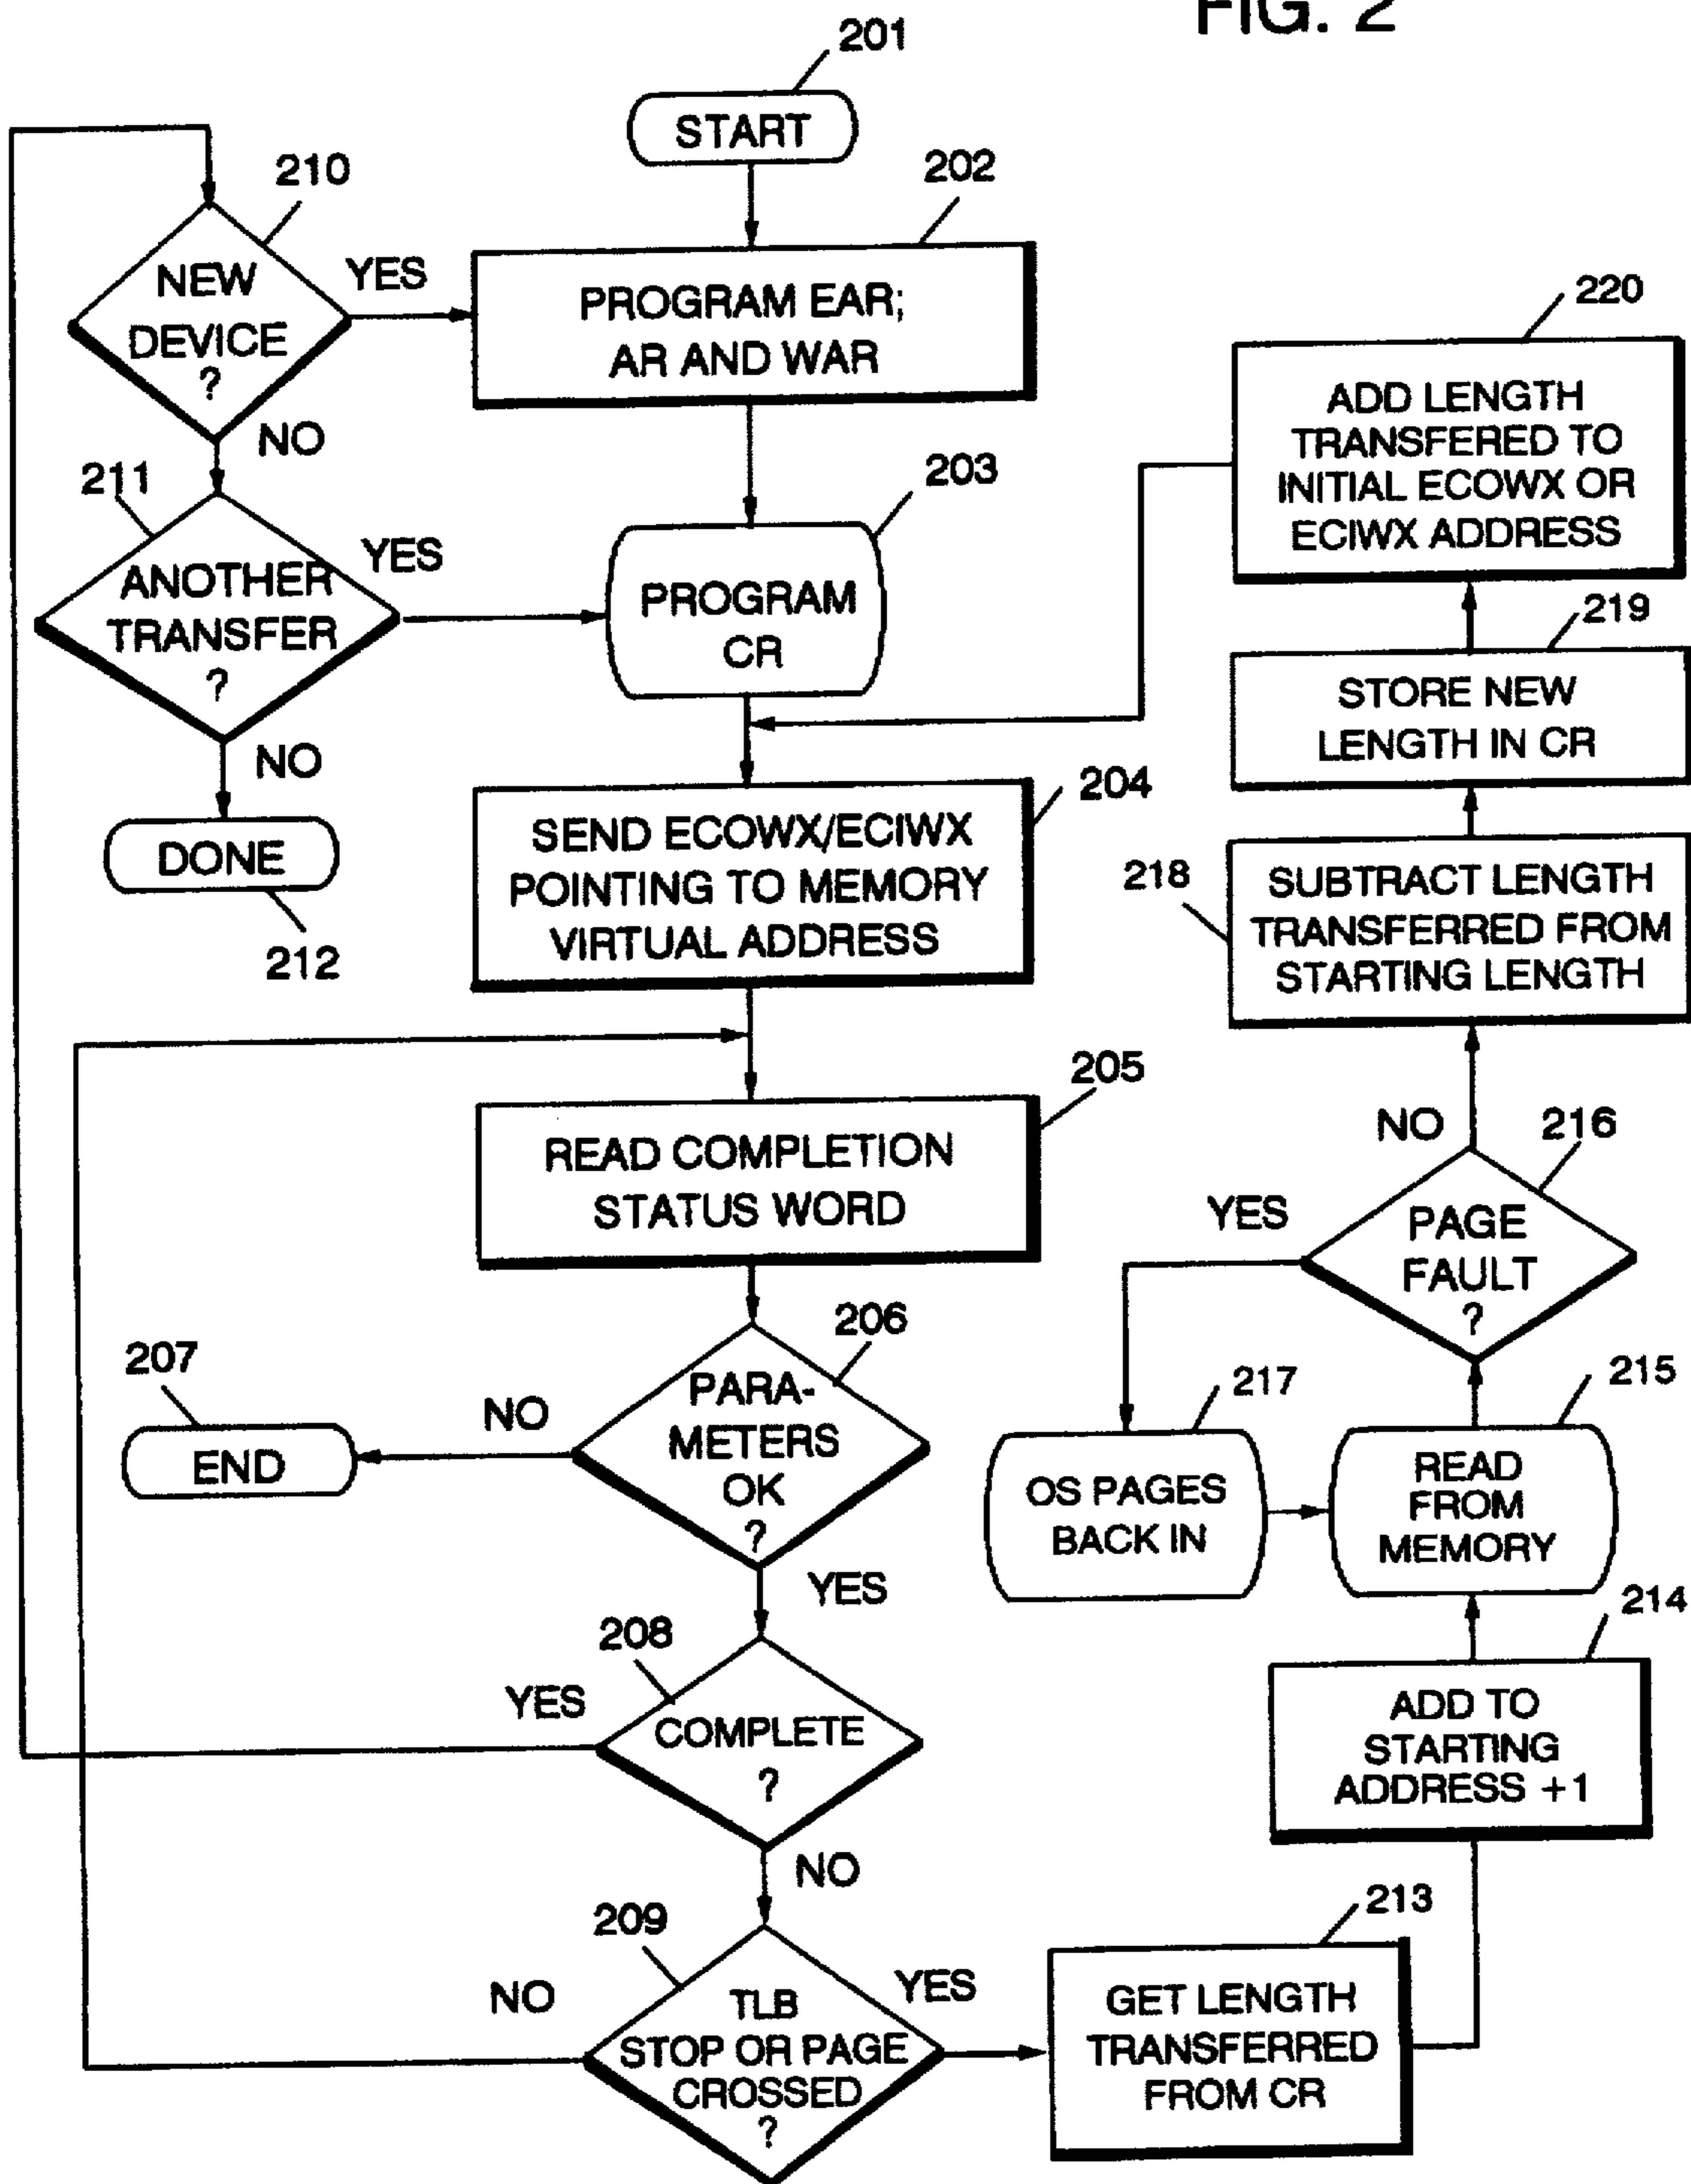 FIG. 2
201
START
210
202
NEW
DEVICE
?
YES
PROGRAM EAR;
AR AND WAR
220
ADD LENGTH
TRANSFERED TO
INITIAL ECOWX OR
ECIWX ADDRESS
NO
211
203
ANOTHER
TRANSFER
?
YES
PROGRAM
CR
219
STORE NEW
LENGTH IN CR
NO
DONE
212
204
SEND ECOWX/ECIWX
POINTING TO MEMORY
VIRTUAL ADDRESS
218
SUBTRACT LENGTH
TRANSFERRED FROM
STARTING LENGTH
205
READ COMPLETION
STATUS WORD
NO
216
YES
PAGE
FAULT
?
206
207
NO
END
PARA-
METERS
OK
?
217
215
OS PAGES
BACK IN
READ
FROM
MEMORY
YES
214
208
YES
COMPLETE
?
ADD TO
STARTING
ADDRESS +1
NO
209
213
NO
YES
TLB
STOP OR PAGE
CROSSED
?
GET LENGTH
TRANSFERRED
FROM CR